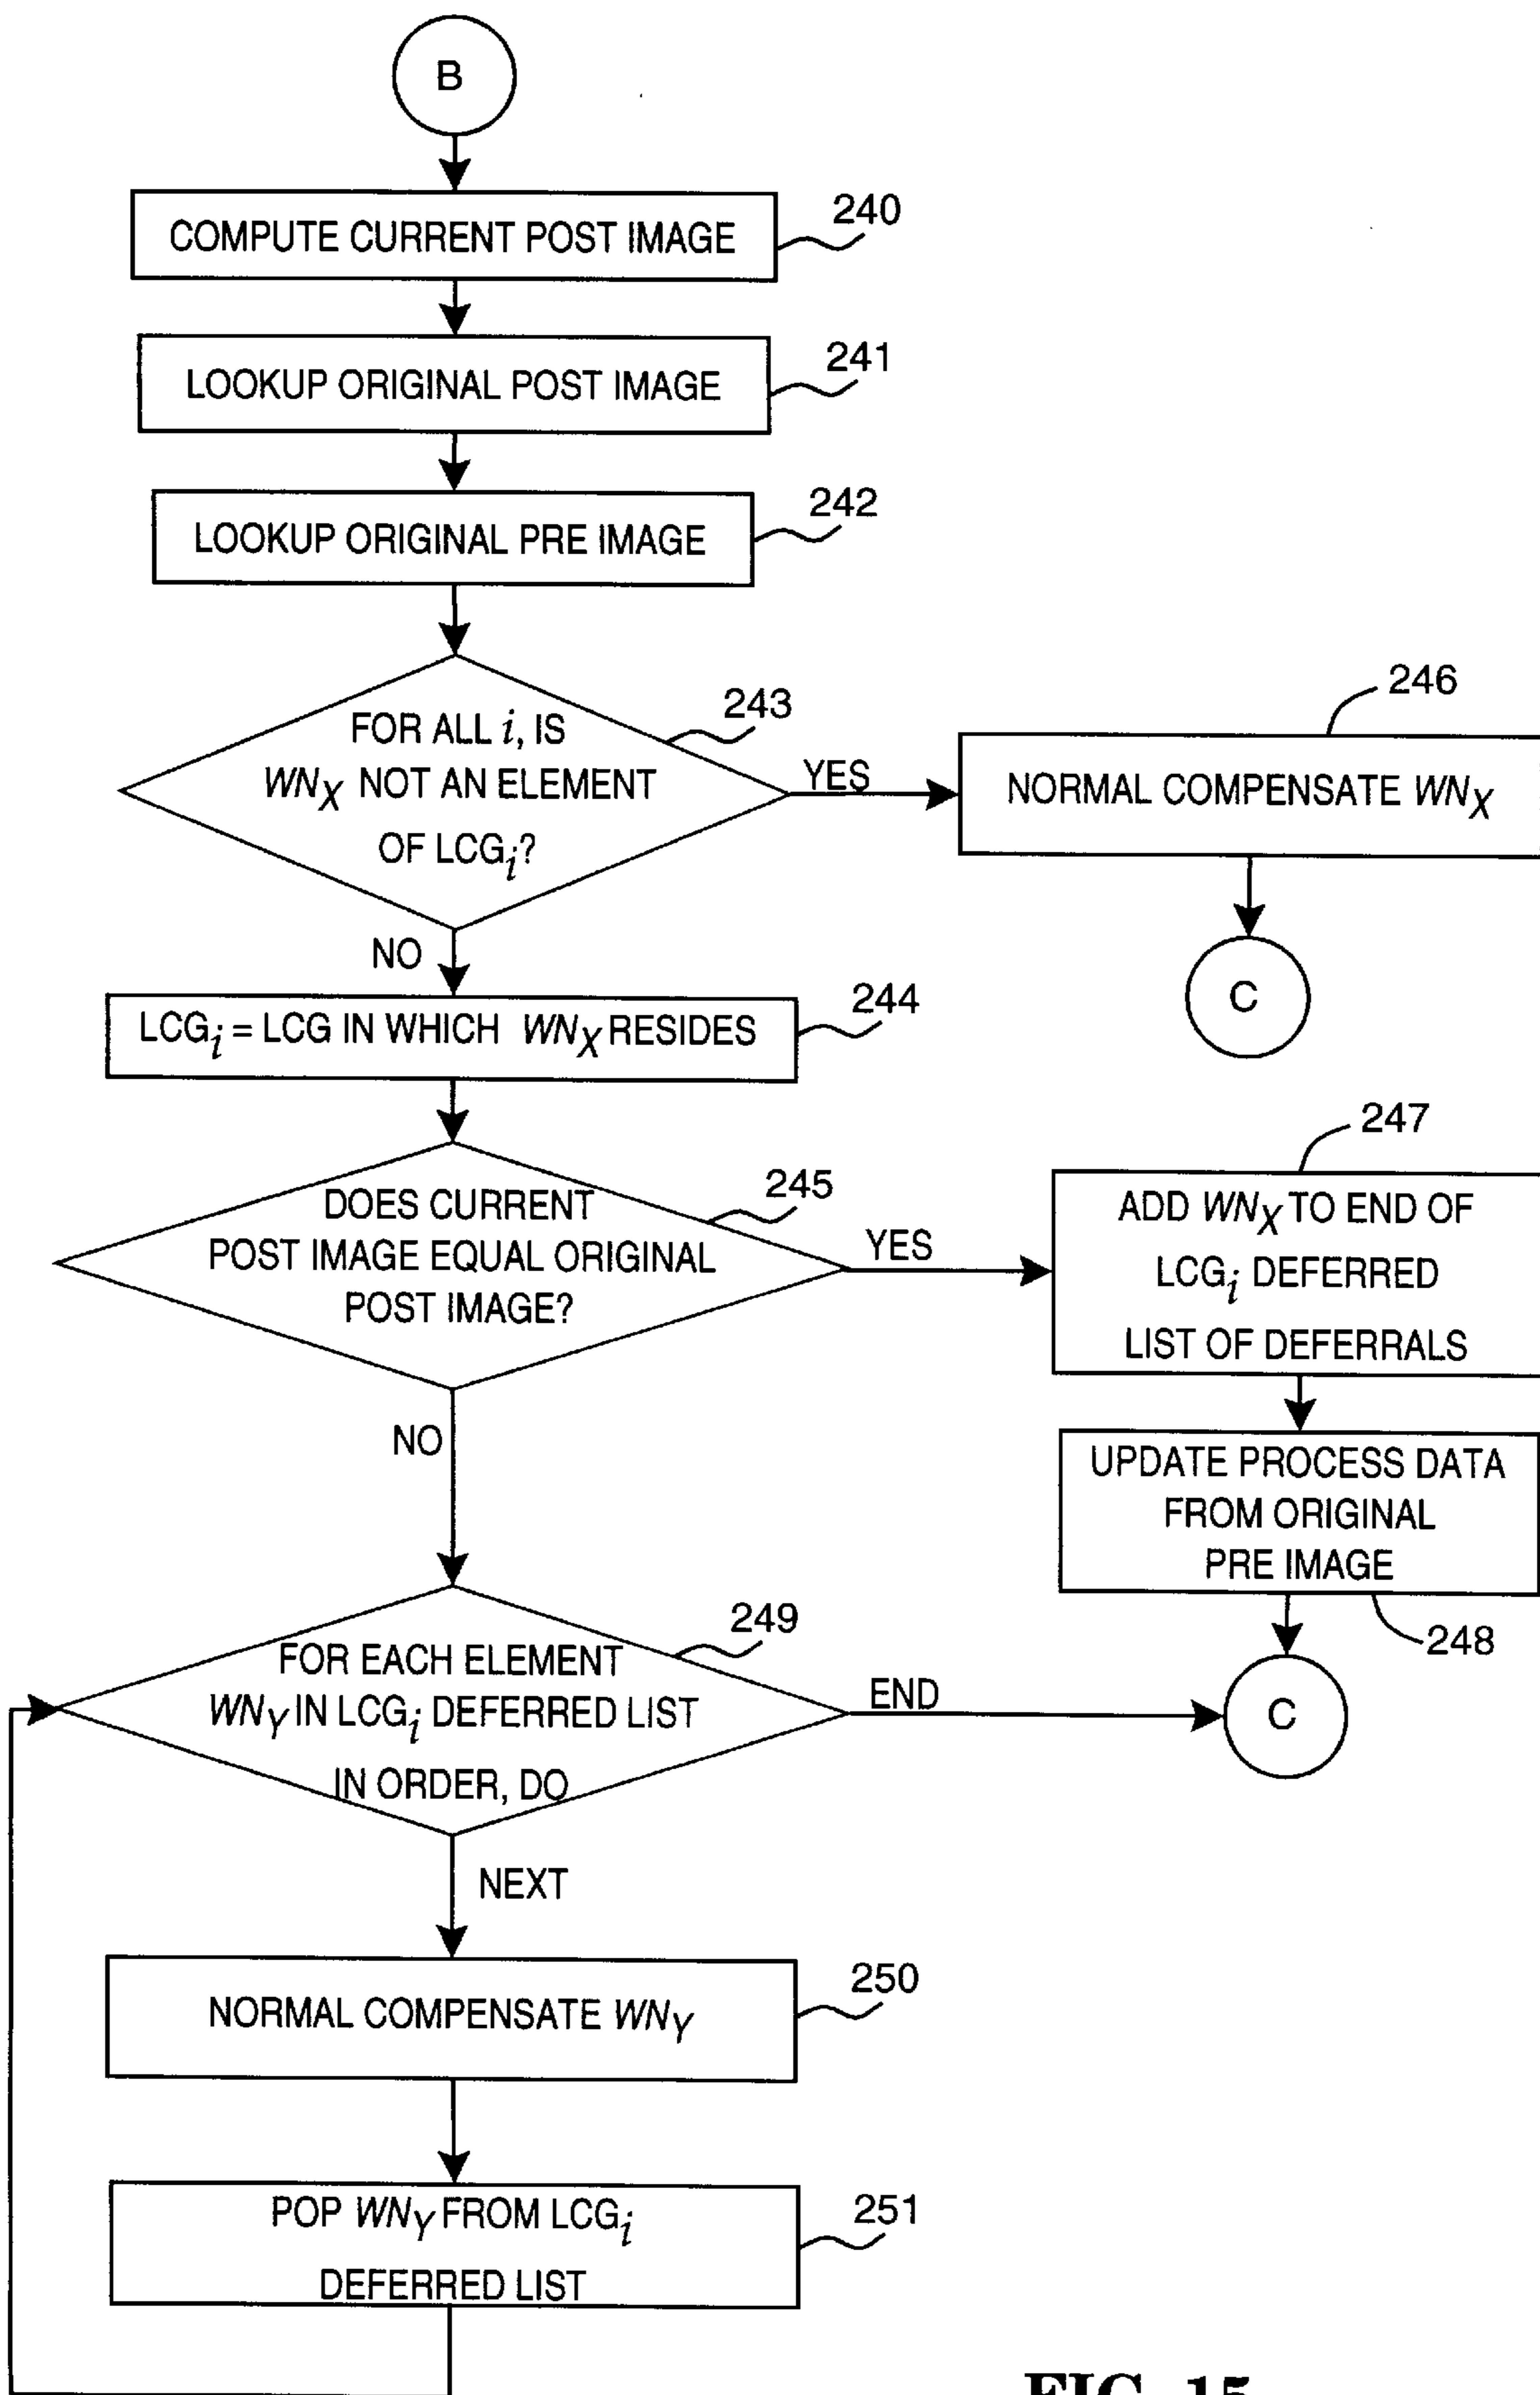 B
COMPUTE CURRENT POST IMAGE
240
LOOKUP ORIGINAL POST IMAGE
241
LOOKUP ORIGINAL PRE IMAGE
242
FOR ALL i, IS
WNX NOT AN ELEMENT
OF LCGi?
243
YES
NORMAL COMPENSATE WNX
246
C
NO
LCGi = LCG IN WHICH WNX RESIDES
244
DOES CURRENT
POST IMAGE EQUAL ORIGINAL
POST IMAGE?
245
YES
ADD WNX TO END OF
LCGi DEFERRED
LIST OF DEFERRALS
247
UPDATE PROCESS DATA
FROM ORIGINAL
PRE IMAGE
248
NO
FOR EACH ELEMENT
WNY IN LCGi DEFERRED LIST
IN ORDER, DO
249
END
C
NEXT
NORMAL COMPENSATE WNY
250
POP WNY FROM LCGi
DEFERRED LIST
251
FIG. 15